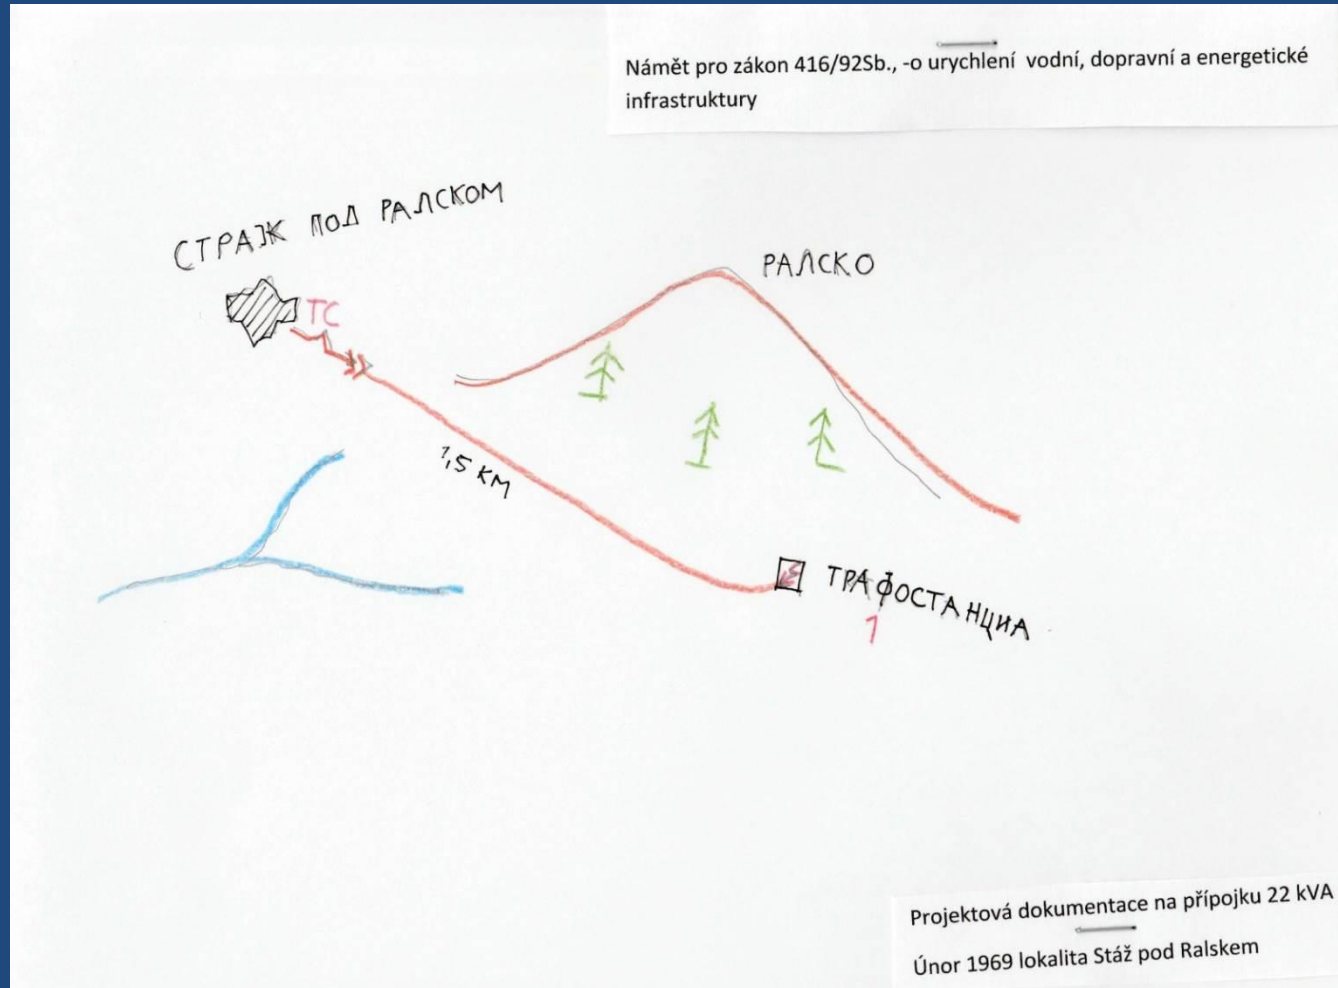 Námět pro zákon 416/92Sb., -o urychlení vodní, dopravní a energetické
infrastruktury
СТРАЖ ПОД РАЛСКОМ
РАЛСКО
ТС
1,5 КМ
ТРАФОСТАНЦИА
1
Projektová dokumentace na přípojku 22 kVA
Únor 1969 lokalita Stáž pod Ralskem